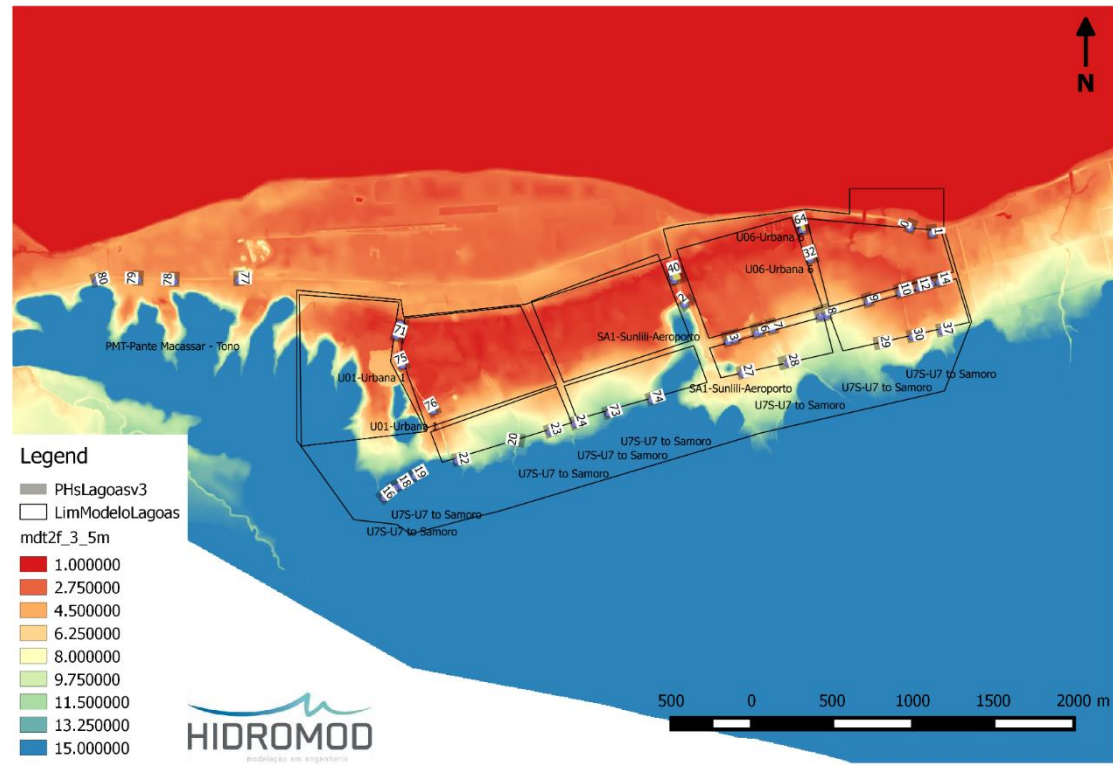 N
64
0
1
U06-Urbana 6
32
U06-Urbana 6
40
2
80
79
78
77
14
12
10
9
8
7
6
3
SA1-Sunlili-Aeroporto
71
PMT-Pante Macassar - Tono
75
U01-Urbana 1
37
30
29
28
27
U7S-U7 to Samoro
SA1-Sunlili-Aeroporto
U7S-U7 to Samoro
76
74
73
U7S-U7 to Samoro
24
23
20
22
U01-Urbana 1
U7S-U7 to Samoro
U7S-U7 to Samoro
U7S-U7 to Samoro
19
18
16
U7S-U7 to Samoro
U7S-U7 to Samoro
Legend
PHsLagoasv3
LimModeloLagoas
mdt2f_3_5m
1.000000
2.750000
4.500000
6.250000
8.000000
9.750000
11.500000
13.250000
15.000000
HIDROMOD
modelação em engenharia
500 0 500 1000 1500 2000 m